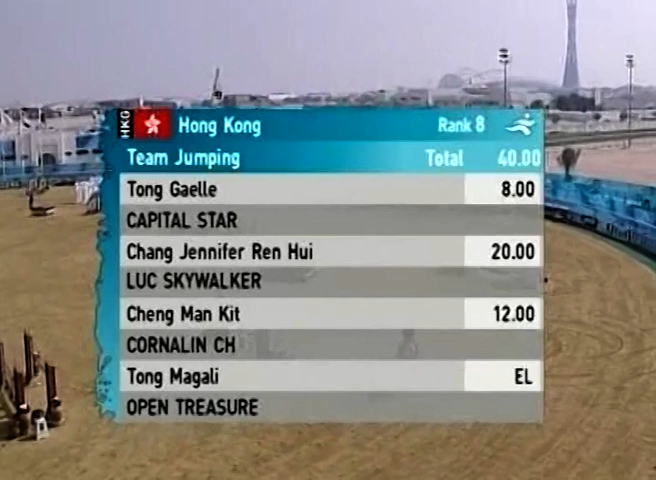 HKG Hong Kong Rank 8
Team Jumping Total 40.00
Tong Gaelle 8.00
CAPITAL STAR
Chang Jennifer Ren Hui 20.00
LUC SKYWALKER
Cheng Man Kit 12.00
CORNALIN CH
Tong Magali EL
OPEN TREASURE